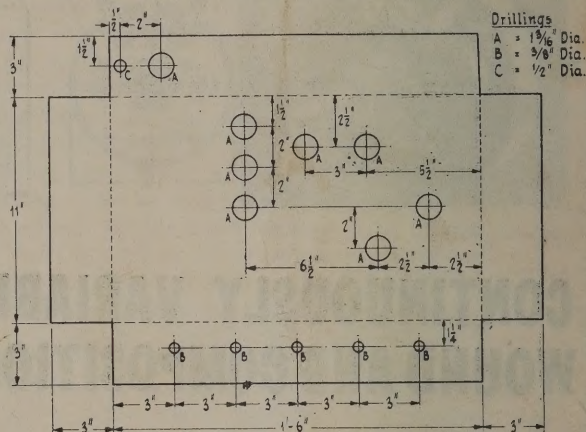 Drillings
A = 1 3/16" Dia.
B = 3/8" Dia.
C = 1/2" Dia.
1/2" 2"
1 1/2"
3"
C A
1 1/2" 2 1/2"
A A A
2" 3" 5 1/2"
A
2"
A A
11"
2" A
6 1/2" 2 1/2" 2 1/2"
1 1/4"
3"
B B B B B
3" 3" 3" 3" 3"
3" 1'-6" 3"